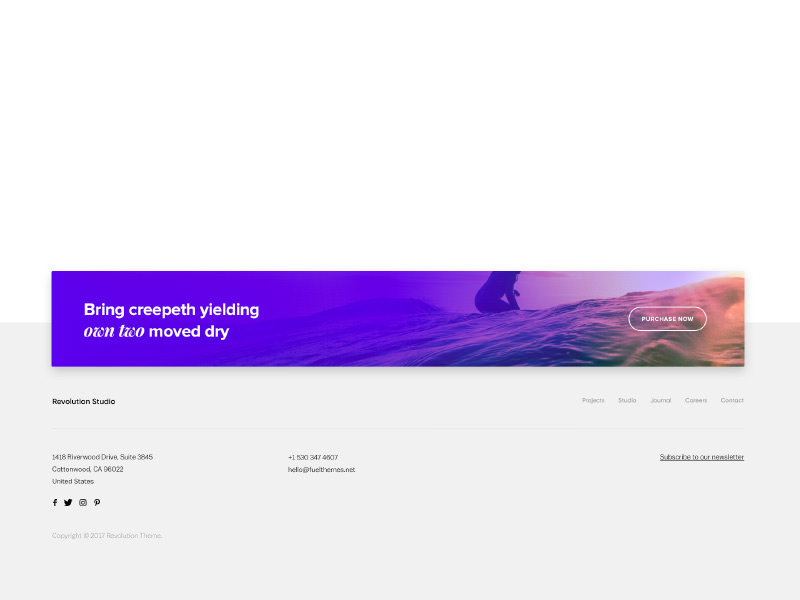 Bring creepeth yielding
own two moved dry
PURCHASE NOW
Revolution Studio
Projects Studio Journal Careers Contact
1418 Riverwood Drive, Suite 3845
Cottonwood, CA 96022
United States
+1 530 347 4607
hello@fuelthemes.net
Subscribe to our newsletter
Copyright © 2017 Revolution Theme.